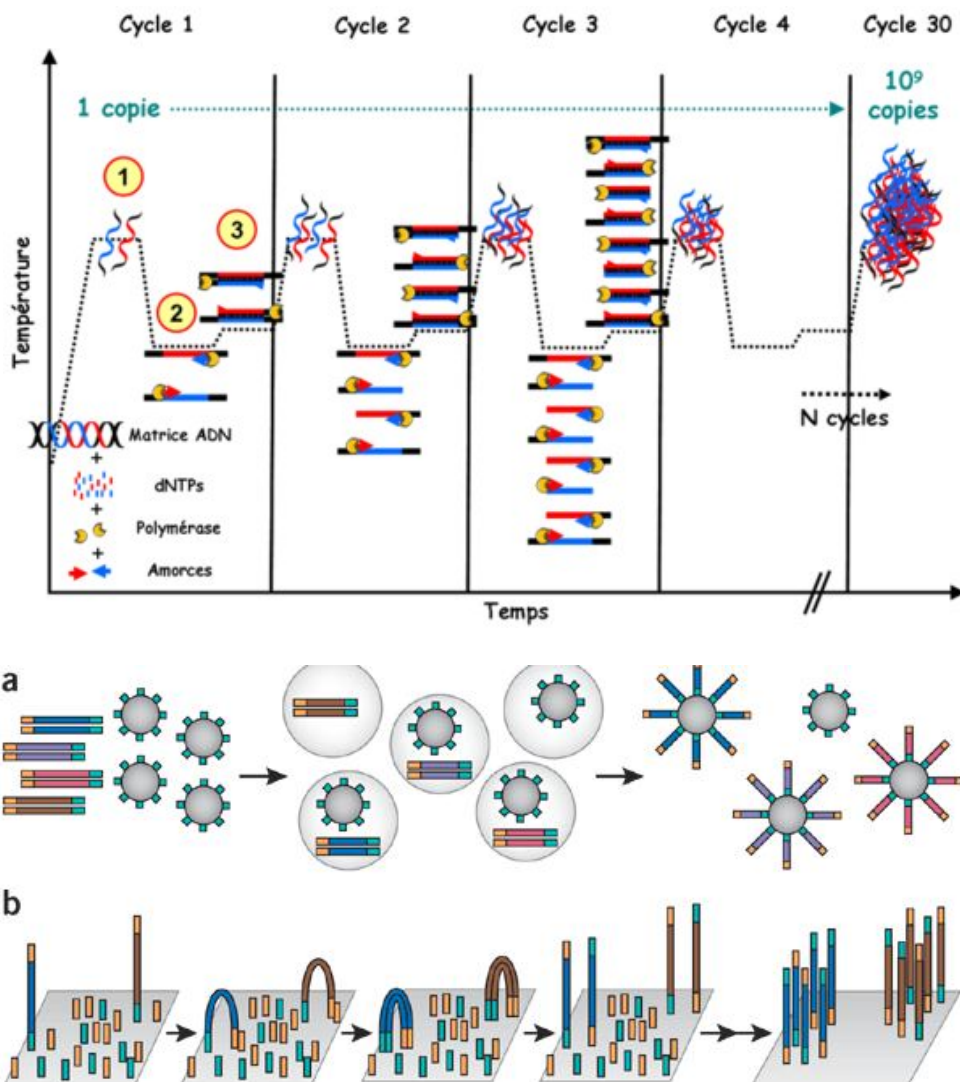 Cycle 1 Cycle 2 Cycle 3 Cycle 4 Cycle 30
1 copie
10⁹
copies
1
3
2
Température
Matrice ADN
+
dNTPs
+
Polymérase
+
Amorces
N cycles
Temps
a
b